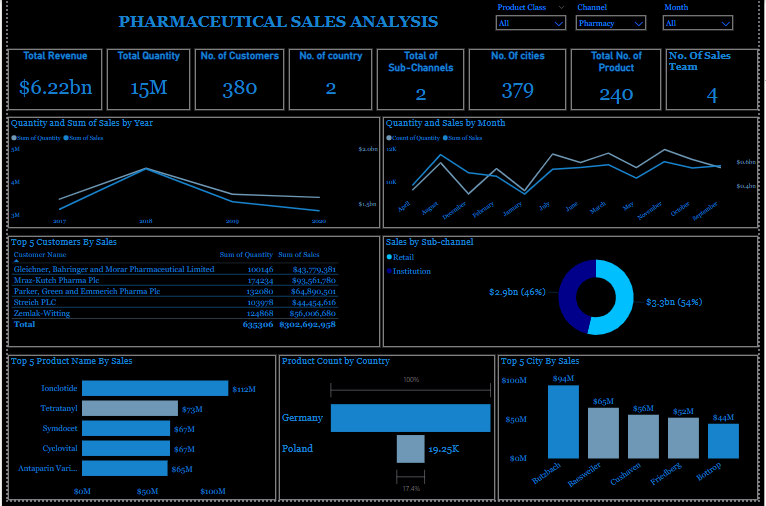 PHARMACEUTICAL SALES ANALYSIS
Product Class
All
Channel
Pharmacy
Month
All
Total Revenue
$6.22bn
Total Quantity
15M
No. of Customers
380
No. of country
2
Total of
Sub-Channels
2
No. Of cities
379
Total No. of
Product
240
No. Of Sales
Team
4
Quantity and Sum of Sales by Year
Sum of Quantity Sum of Sales
5M
4M
3M
$2.0bn
$1.5bn
2017 2018 2019 2020
Quantity and Sales by Month
Count of Quantity Sum of Sales
12K
10K
$0.6bn
$0.4bn
April August December February January July June March May November October September
Top 5 Customers By Sales
Customer Name Sum of Quantity Sum of Sales
Gleichner, Bahringer and Morar Pharmaceutical Limited 100146 $43,779,381
Mraz-Kutch Pharma Plc 174234 $93,561,780
Parker, Green and Emmerich Pharma Plc 132080 $64,890,501
Streich PLC 103978 $44,454,616
Zemlak-Witting 124868 $56,006,680
Total 635306 $302,692,958
Sales by Sub-channel
Retail
Institution
$2.9bn (46%)
$3.3bn (54%)
Top 5 Product Name By Sales
Ionclotide $112M
Tetratanyl $73M
Symdocet $67M
Cyclovital $67M
Antaparin Vari... $65M
$0M $50M $100M
Product Count by Country
100%
Germany
Poland 19.25K
17.4%
Top 5 City By Sales
$100M
$50M
$0M
$94M
$65M
$56M
$52M
$44M
Butzbach Baesweiler Cuxhaven Friedberg Bottrop